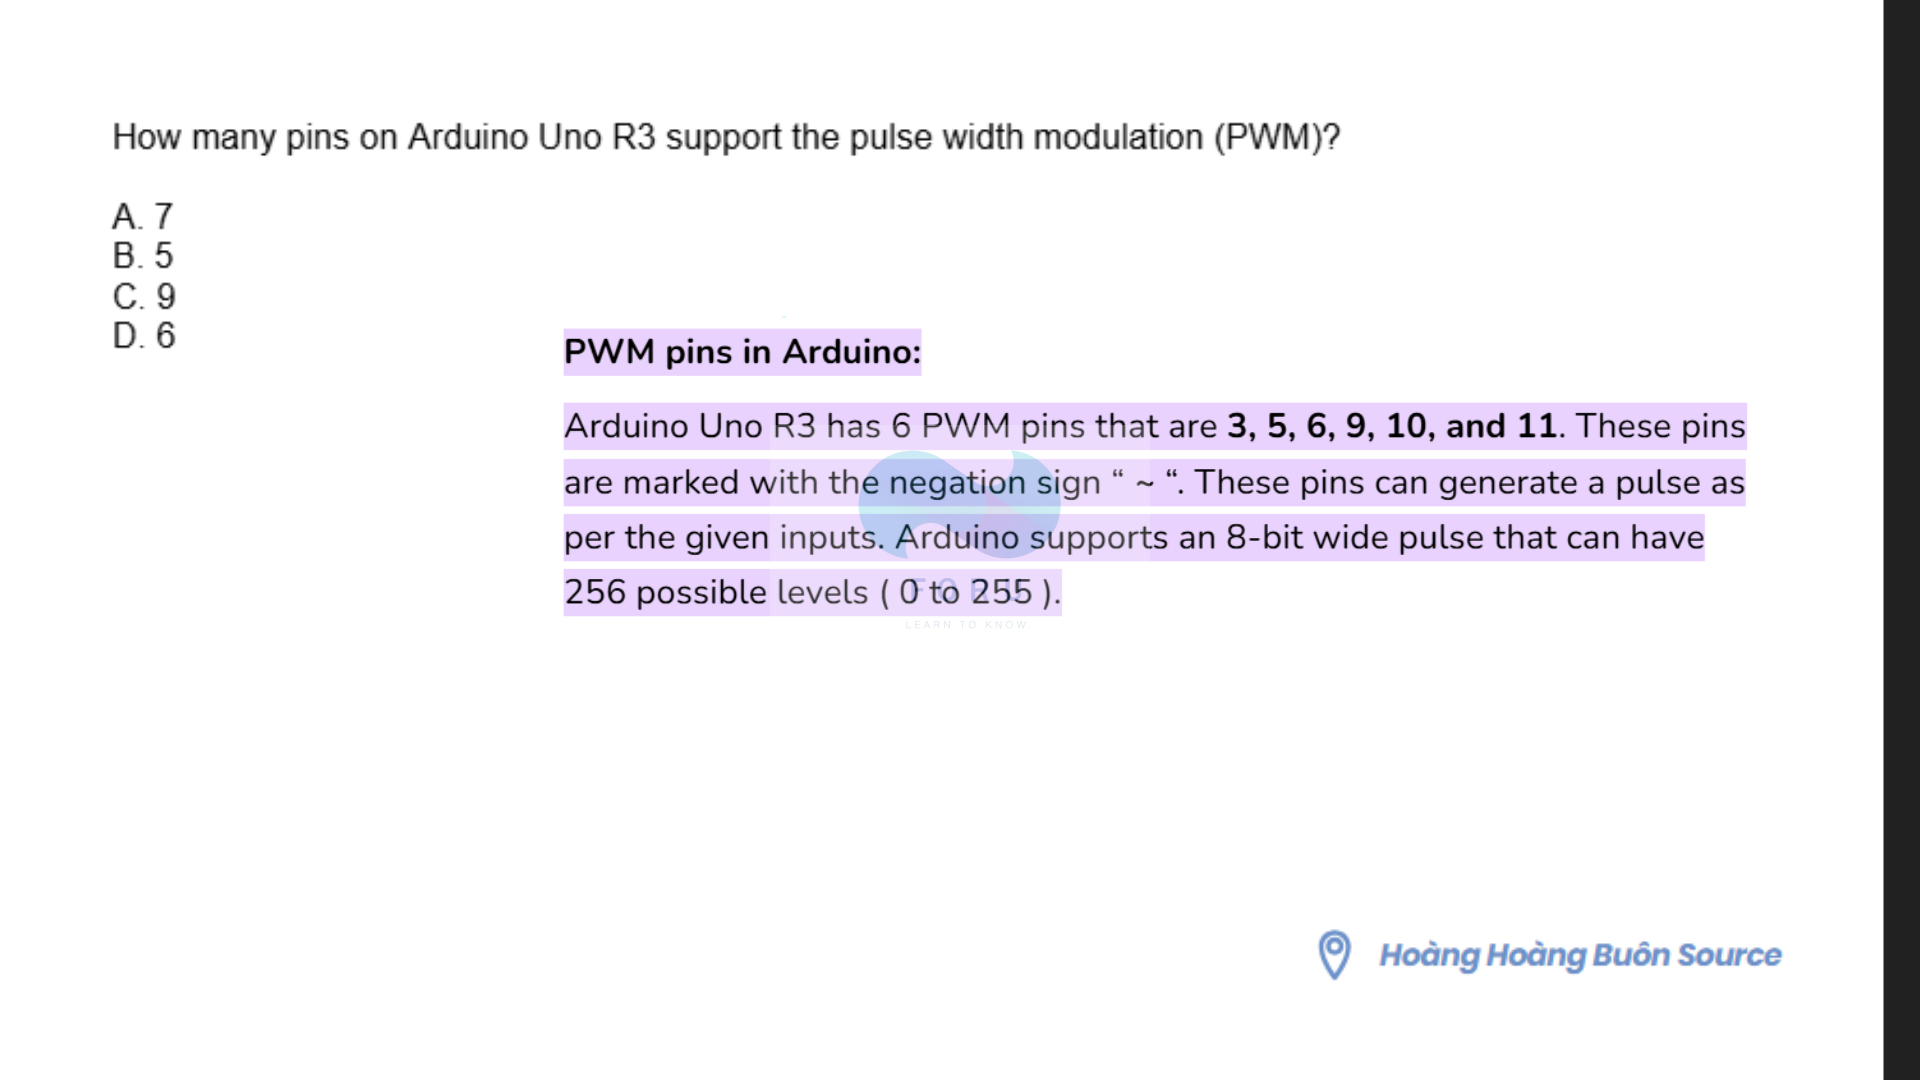 How many pins on Arduino Uno R3 support the pulse width modulation (PWM)?
A. 7
B. 5
C. 9
D. 6
PWM pins in Arduino:
Arduino Uno R3 has 6 PWM pins that are 3, 5, 6, 9, 10, and 11. These pins
are marked with the negation sign “ ~ “. These pins can generate a pulse as
per the given inputs. Arduino supports an 8-bit wide pulse that can have
256 possible levels ( 0 to 255 ).
LEARN TO KNOW
Hoàng Hoàng Buôn Source